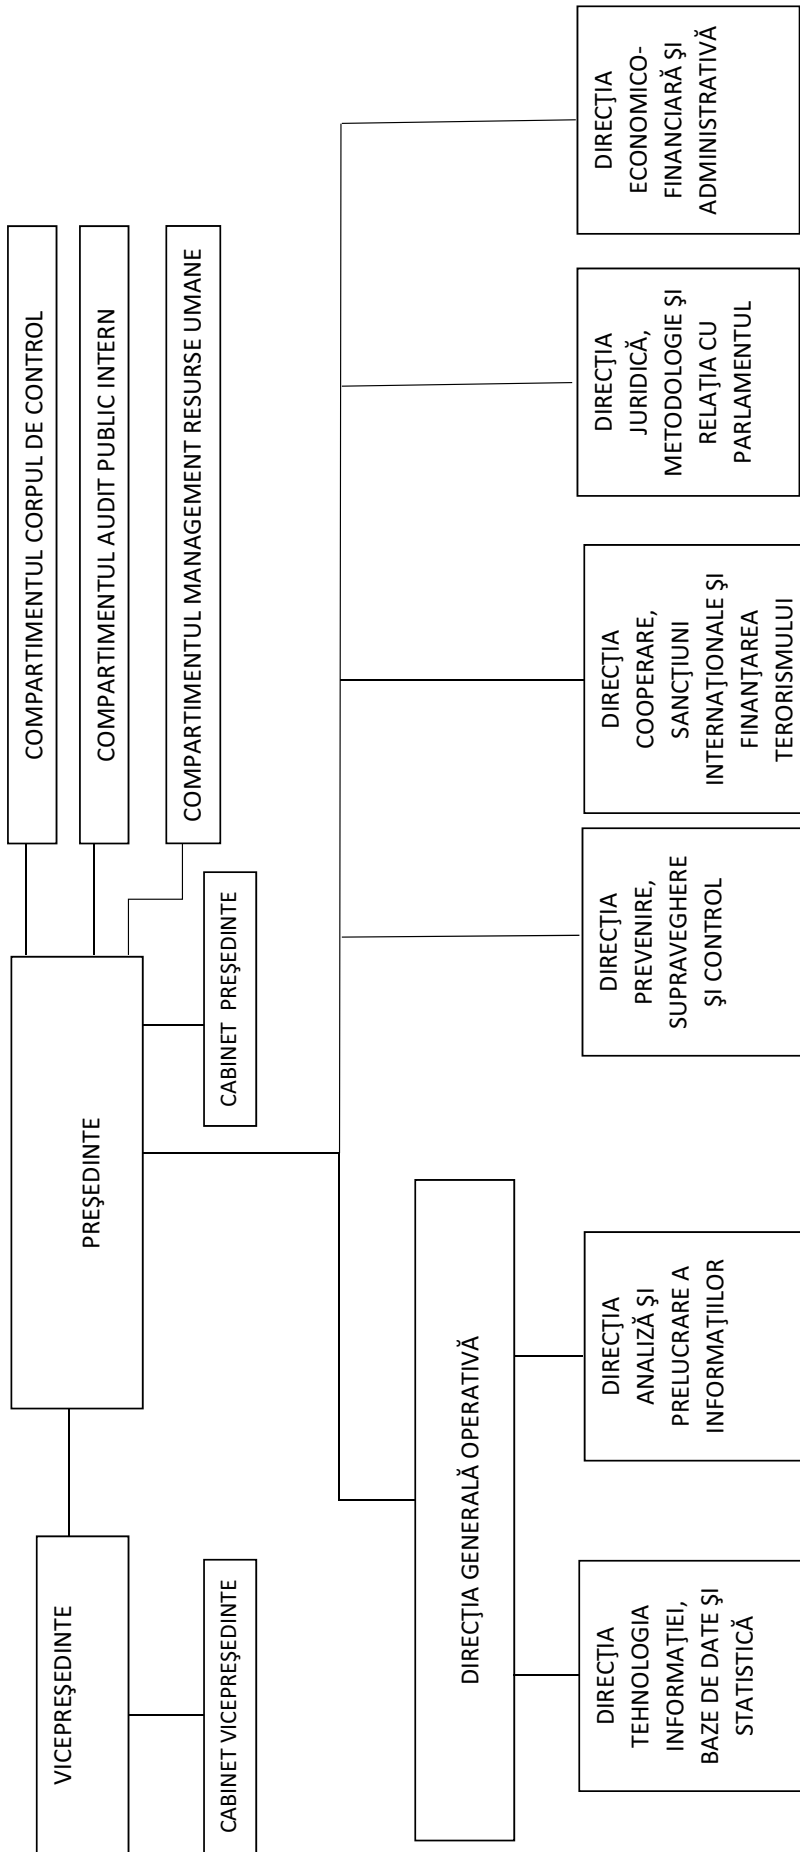 COMPARTIMENTUL CORPUL DE CONTROL
COMPARTIMENTUL AUDIT PUBLIC INTERN
COMPARTIMENTUL MANAGEMENT RESURSE UMANE
VICEPREŞEDINTE
PREŞEDINTE
CABINET VICEPREŞEDINTE
CABINET PREŞEDINTE
DIRECŢIA GENERALĂ OPERATIVĂ
DIRECŢIA
TEHNOLOGIA
INFORMAŢIEI,
BAZE DE DATE ŞI
STATISTICĂ
DIRECŢIA
ANALIZĂ ŞI
PRELUCRARE A
INFORMAŢIILOR
DIRECŢIA
PREVENIRE,
SUPRAVEGHERE
ŞI CONTROL
DIRECŢIA
COOPERARE,
SANCŢIUNI
INTERNAŢIONALE ŞI
FINANŢAREA
TERORISMULUI
DIRECŢIA
JURIDICĂ,
METODOLOGIE ŞI
RELAŢIA CU
PARLAMENTUL
DIRECŢIA
ECONOMICO-
FINANCIARĂ ŞI
ADMINISTRATIVĂ